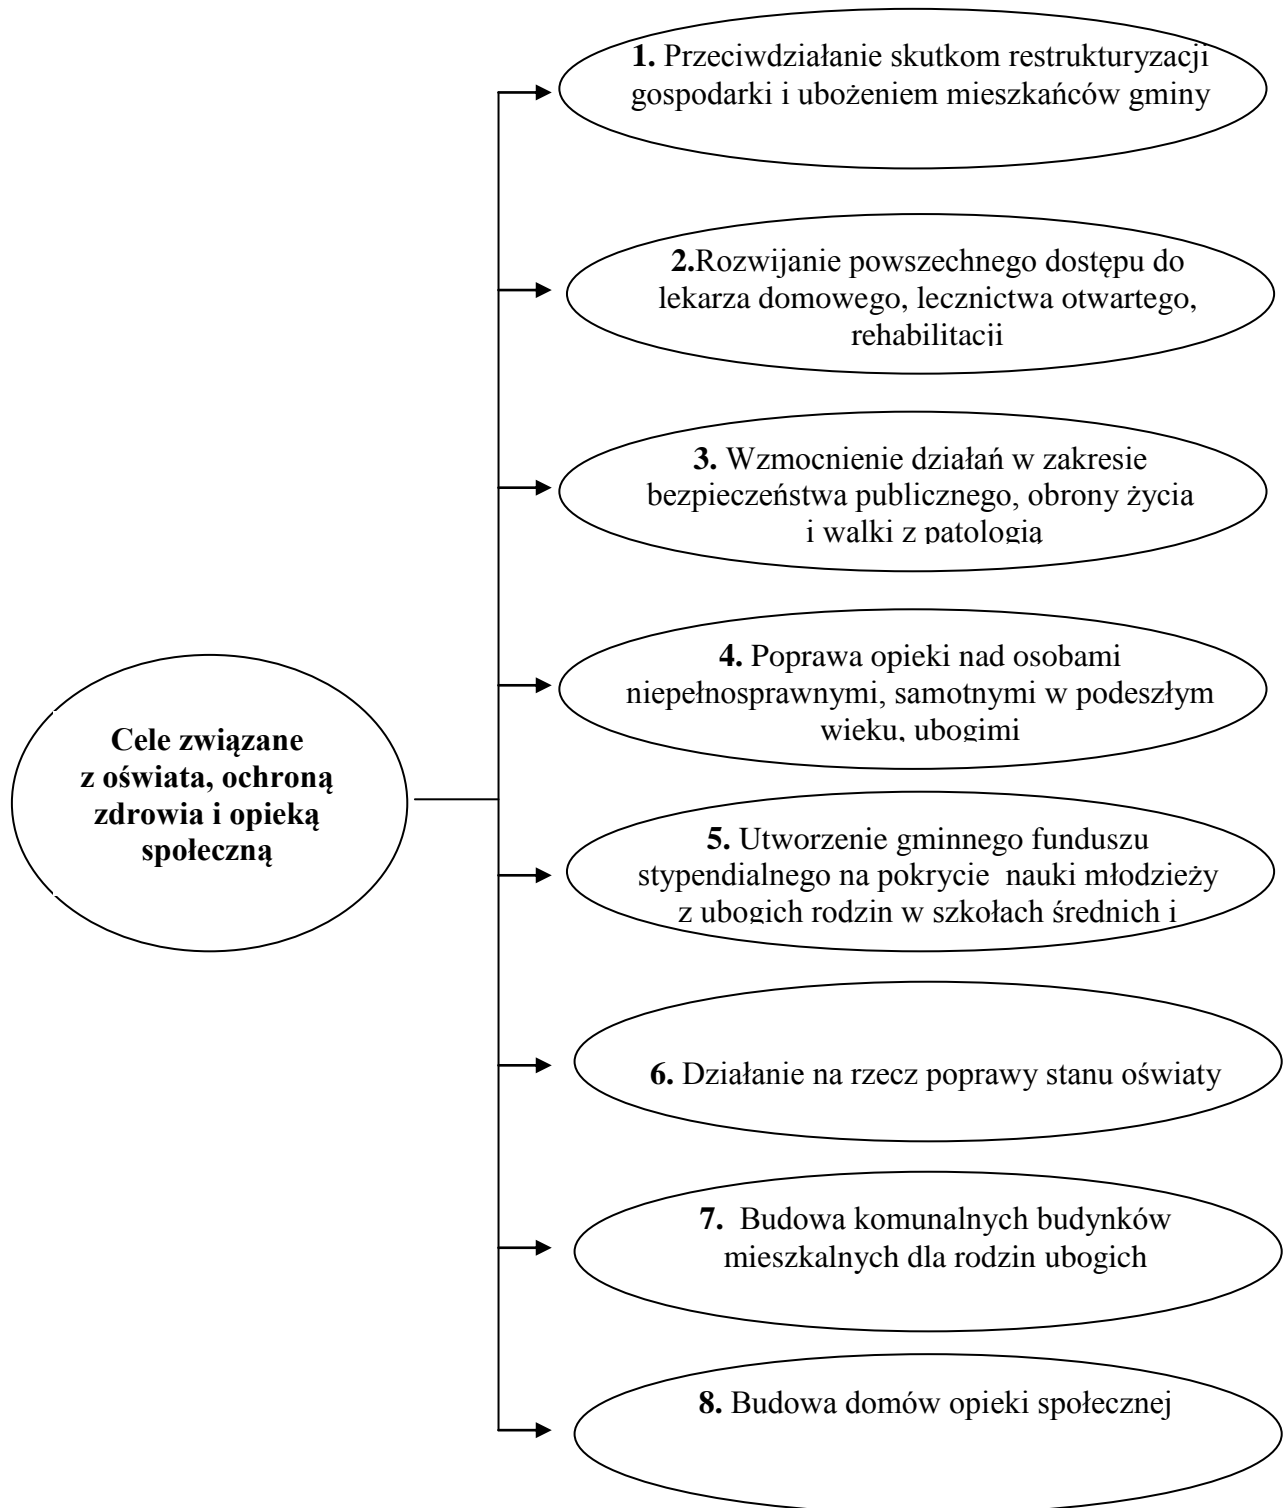 1. Przeciwdziałanie skutkom restrukturyzacji
gospodarki i ubożeniem mieszkańców gminy
2.Rozwijanie powszechnego dostępu do
lekarza domowego, lecznictwa otwartego,
rehabilitacji
3. Wzmocnienie działań w zakresie
bezpieczeństwa publicznego, obrony życia
i walki z patologią
4. Poprawa opieki nad osobami
niepełnosprawnymi, samotnymi w podeszłym
wieku, ubogimi
Cele związane
z oświata, ochroną
zdrowia i opieką
społeczną
5. Utworzenie gminnego funduszu
stypendialnego na pokrycie  nauki młodzieży
z ubogich rodzin w szkołach średnich i
6. Działanie na rzecz poprawy stanu oświaty
7.  Budowa komunalnych budynków
mieszkalnych dla rodzin ubogich
8. Budowa domów opieki społecznej